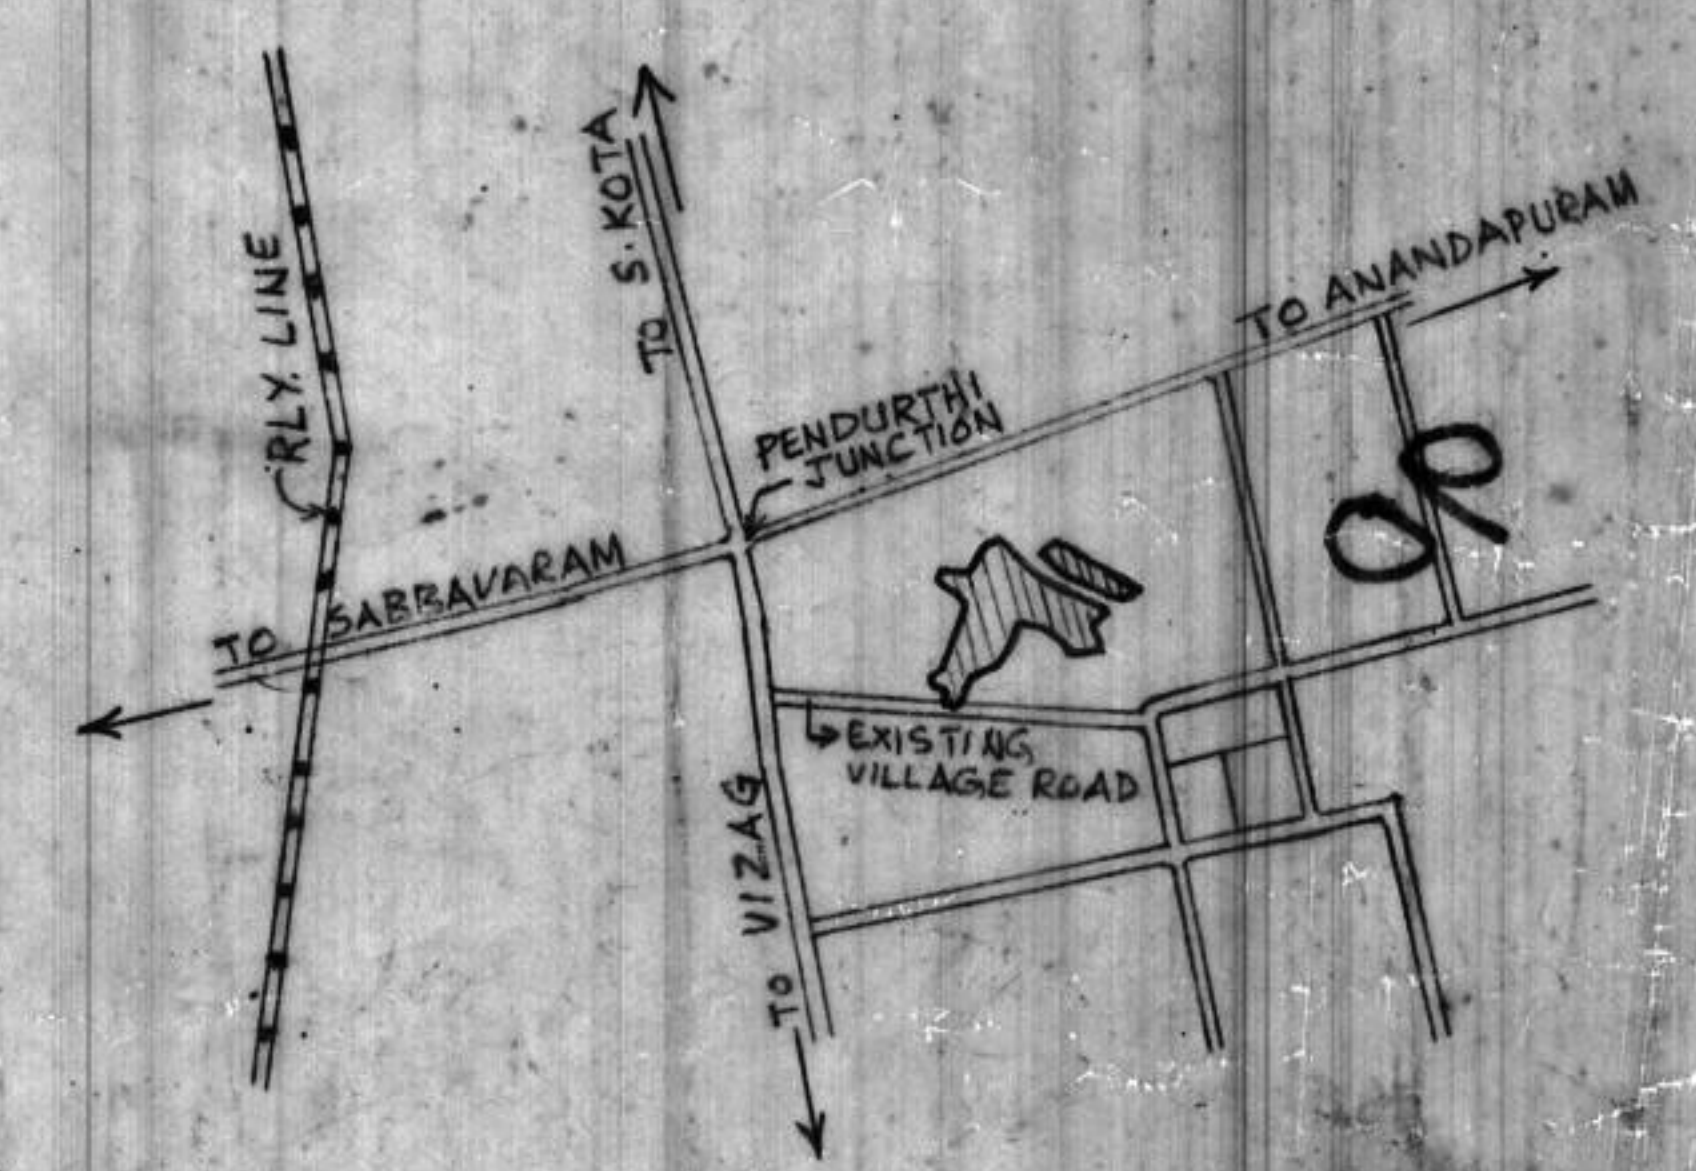 TO S.KOTA
RLY. LINE
TO ANANDAPURAM
PENDURTHI
JUNCTION
TO SABBAVARAM
EXISTING
VILLAGE ROAD
TO VIZAG